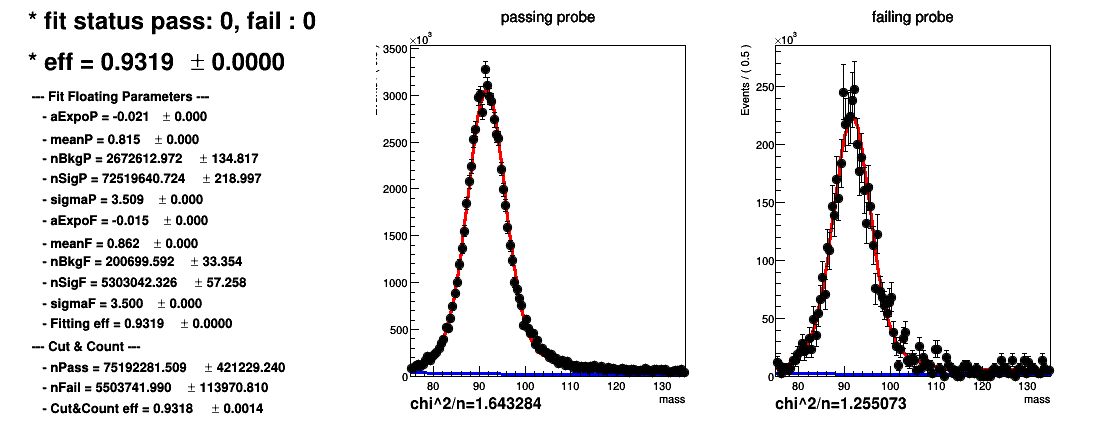 * fit status pass: 0, fail : 0
* eff = 0.9319 ± 0.0000
--- Fit Floating Parameters ---
- aExpoP = -0.021 ± 0.000
- meanP = 0.815 ± 0.000
- nBkgP = 2672612.972 ± 134.817
- nSigP = 72519640.724 ± 218.997
- sigmaP = 3.509 ± 0.000
- aExpoF = -0.015 ± 0.000
- meanF = 0.862 ± 0.000
- nBkgF = 200699.592 ± 33.354
- nSigF = 5303042.326 ± 57.258
- sigmaF = 3.500 ± 0.000
- Fitting eff = 0.9319 ± 0.0000
--- Cut & Count ---
- nPass = 75192281.509 ± 421229.240
- nFail = 5503741.990 ± 113970.810
- Cut&Count eff = 0.9318 ± 0.0014
passing probe
×10³
3500
3000
2500
2000
1500
1000
500
0
80 90 100 110 120 130
mass
chi^2/n=1.643284
failing probe
×10³
Events / ( 0.5 )
250
200
150
100
50
0
80 90 100 110 120 130
mass
chi^2/n=1.255073